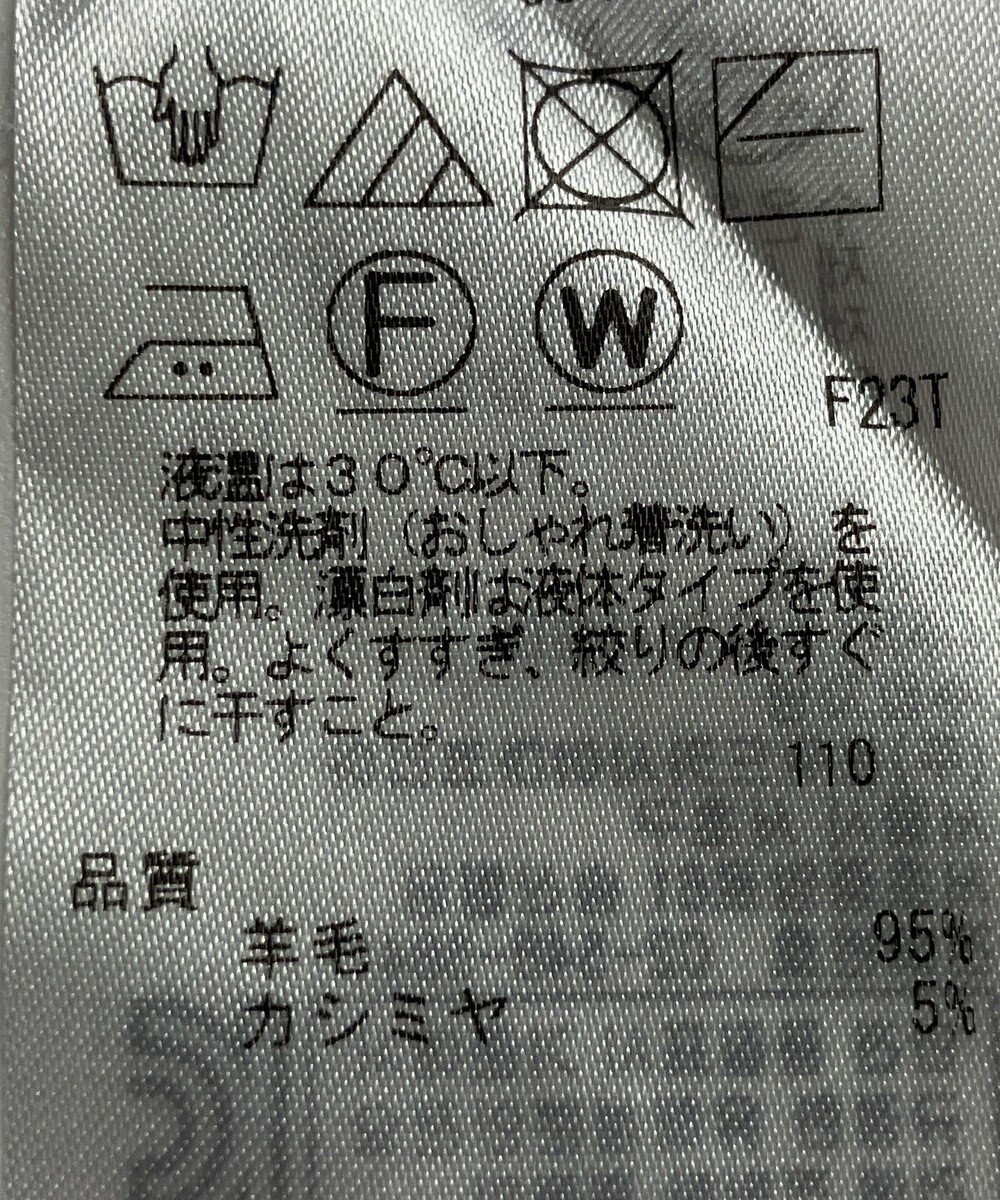 F
W
F23T
液温は30℃以下。
中性洗剤（おしゃれ着洗い）を
使用。漂白剤は液体タイプを使
用。よくすすぎ、絞りの後すぐ
に干すこと。
110
品質
羊毛 95%
カシミヤ 5%